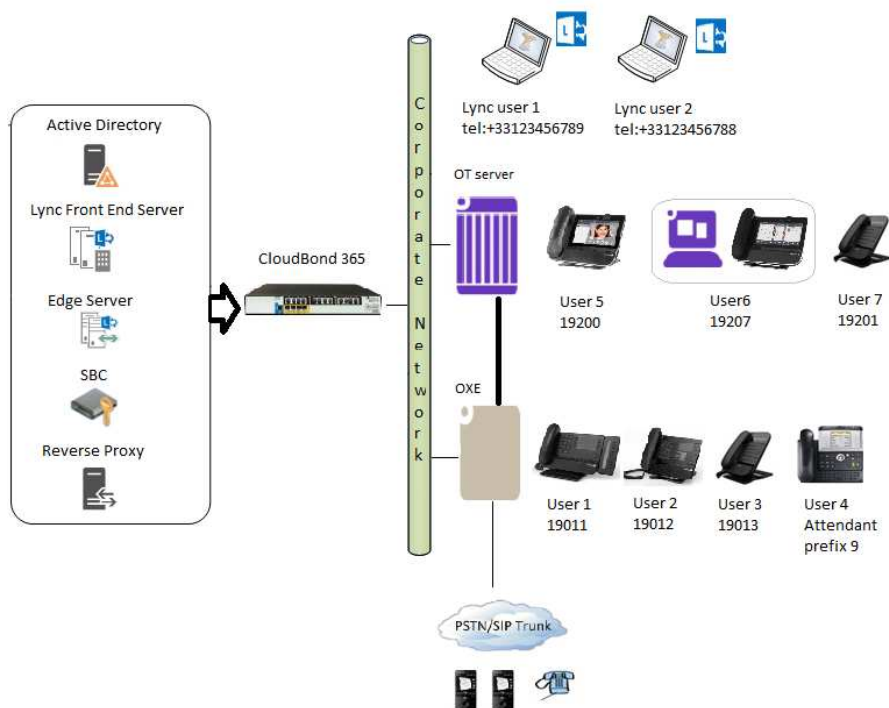 Active Directory
Lync Front End Server
Edge Server
SBC
Reverse Proxy
CloudBond 365
Corporate Network
Lync user 1
tel:+33123456789
Lync user 2
tel:+33123456788
OT server
User 5
19200
User6
19207
User 7
19201
OXE
User 1
19011
User 2
19012
User 3
19013
User 4
Attendant
prefix 9
PSTN/SIP Trunk